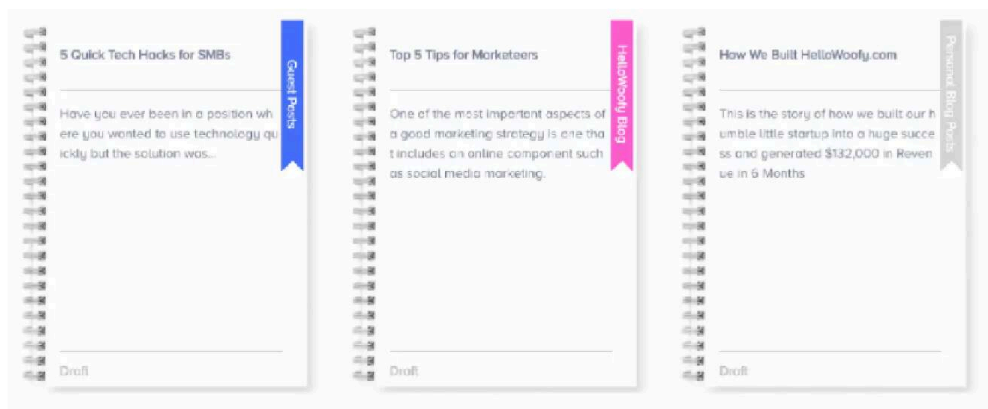 5 Quick Tech Hacks for SMBs
Guest Posts
Have you ever been in a position wh
ere you wanted to use technology qu
ickly but the solution was...
Draft
Top 5 Tips for Marketeers
HelloWoofy Blog
One of the most important aspects of
a good marketing strategy is one tha
t includes an online component such
as social media marketing.
Draft
How We Built HelloWoofy.com
Personal Blog Posts
This is the story of how we built our h
umble little startup into a huge succe
ss and generated $132,000 in Reven
ue in 6 Months
Draft